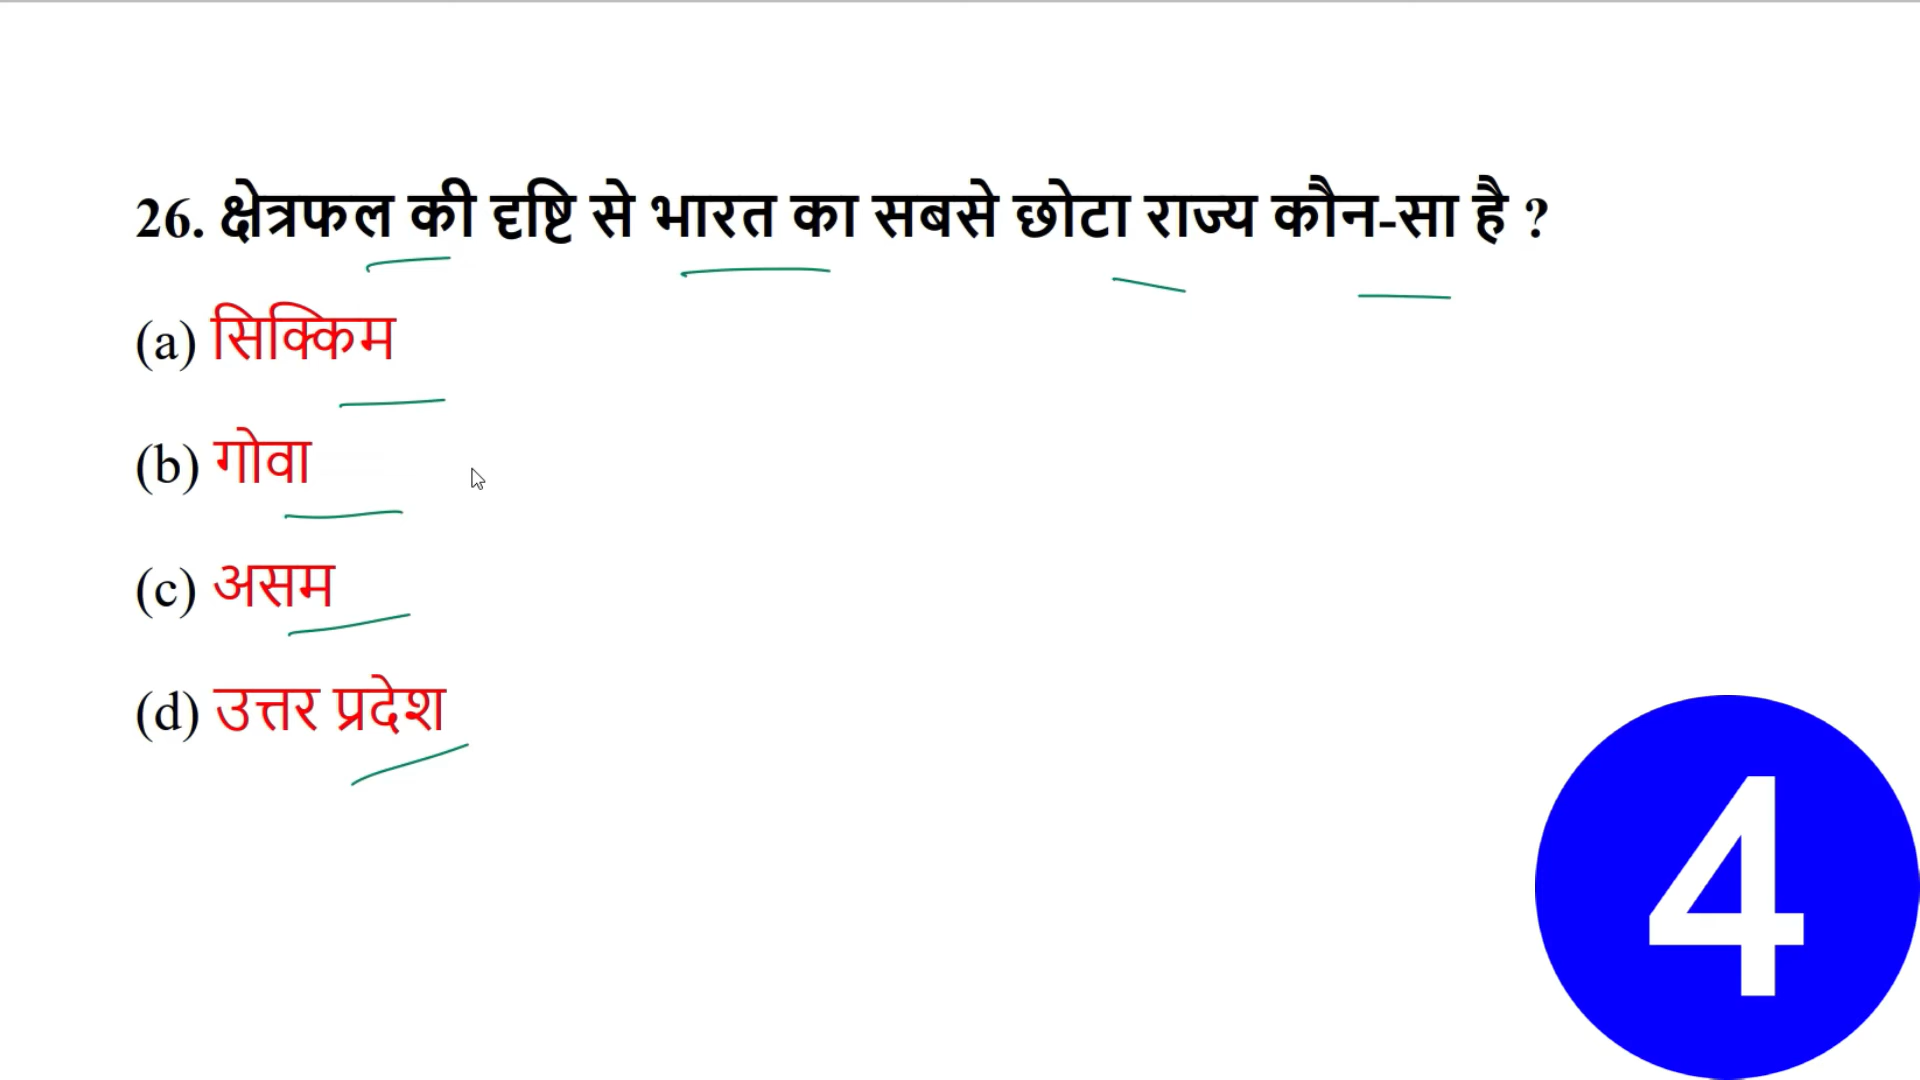 26. क्षेत्रफल की दृष्टि से भारत का सबसे छोटा राज्य कौन-सा है ?
(a) सिक्किम
(b) गोवा
(c) असम
(d) उत्तर प्रदेश
4